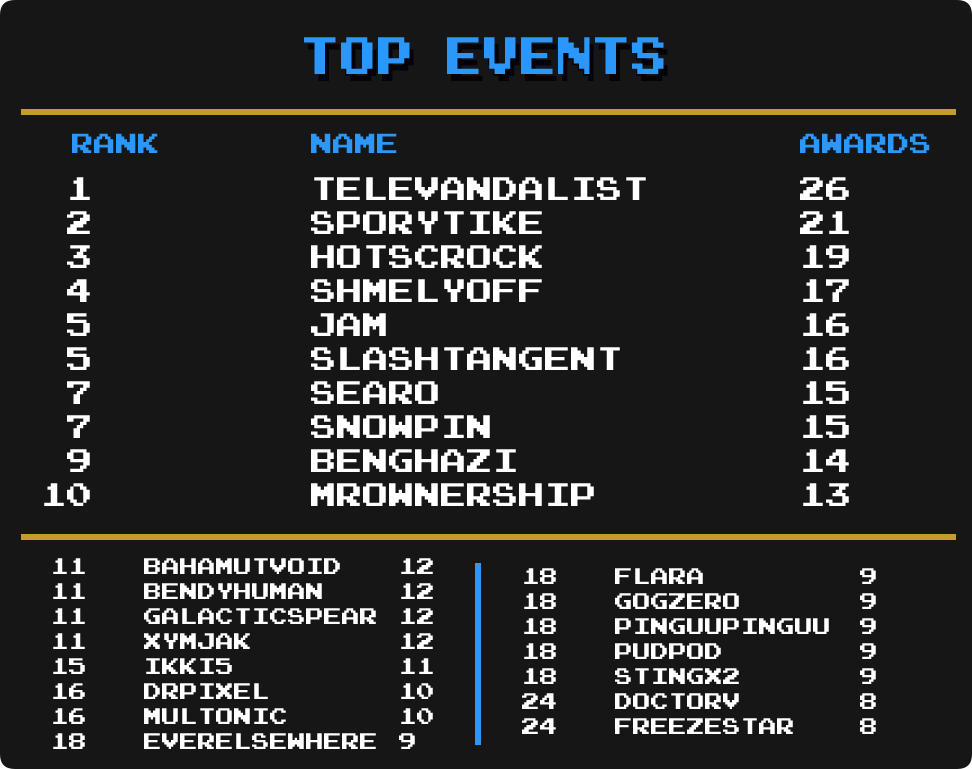 TOP EVENTS
RANK NAME AWARDS
1 TELEVANDALIST 26
2 SPORYTIKE 21
3 HOTSCROCK 19
4 SHMELYOFF 17
5 JAM 16
5 SLASHTANGENT 16
7 SEARO 15
7 SNOWPIN 15
9 BENGHAZI 14
10 MROWNERSHIP 13
11 BAHAMUTVOID 12
11 BENDYHUMAN 12
11 GALACTICSPEAR 12
11 XYMJAK 12
15 IKKI5 11
16 DRPIXEL 10
16 MULTONIC 10
18 EVERELSEWHERE 9
18 FLARA 9
18 GOGZERO 9
18 PINGUUPINGUU 9
18 PUDPOD 9
18 STINGX2 9
24 DOCTORV 8
24 FREEZESTAR 8